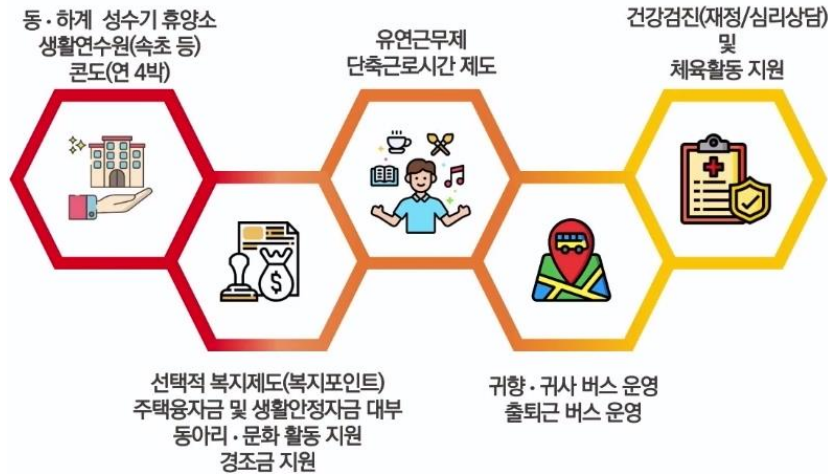 동·하계 성수기 휴양소
생활연수원(속초 등)
콘도(연 4박)
유연근무제
단축근로시간 제도
건강검진(재정/심리상담)
및
체육활동 지원
선택적 복지제도(복지포인트)
주택융자금 및 생활안정자금 대부
동아리·문화 활동 지원
경조금 지원
귀향·귀사 버스 운영
출퇴근 버스 운영
$